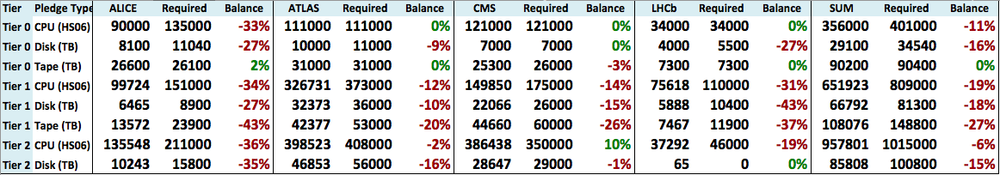 Tier Pledge Type ALICE Required Balance ATLAS Required Balance CMS Required Balance LHCb Required Balance SUM Required Balance
Tier 0 CPU (HS06) 90000 135000 -33% 111000 111000 0% 121000 121000 0% 34000 34000 0% 356000 401000 -11%
Tier 0 Disk (TB) 8100 11040 -27% 10000 11000 -9% 7000 7000 0% 4000 5500 -27% 29100 34540 -16%
Tier 0 Tape (TB) 26600 26100 2% 31000 31000 0% 25300 26000 -3% 7300 7300 0% 90200 90400 0%
Tier 1 CPU (HS06) 99724 151000 -34% 326731 373000 -12% 149850 175000 -14% 75618 110000 -31% 651923 809000 -19%
Tier 1 Disk (TB) 6465 8900 -27% 32373 36000 -10% 22066 26000 -15% 5888 10400 -43% 66792 81300 -18%
Tier 1 Tape (TB) 13572 23900 -43% 42377 53000 -20% 44660 60000 -26% 7467 11900 -37% 108076 148800 -27%
Tier 2 CPU (HS06) 135548 211000 -36% 398523 408000 -2% 386438 350000 10% 37292 46000 -19% 957801 1015000 -6%
Tier 2 Disk (TB) 10243 15800 -35% 46853 56000 -16% 28647 29000 -1% 65 0 0% 85808 100800 -15%